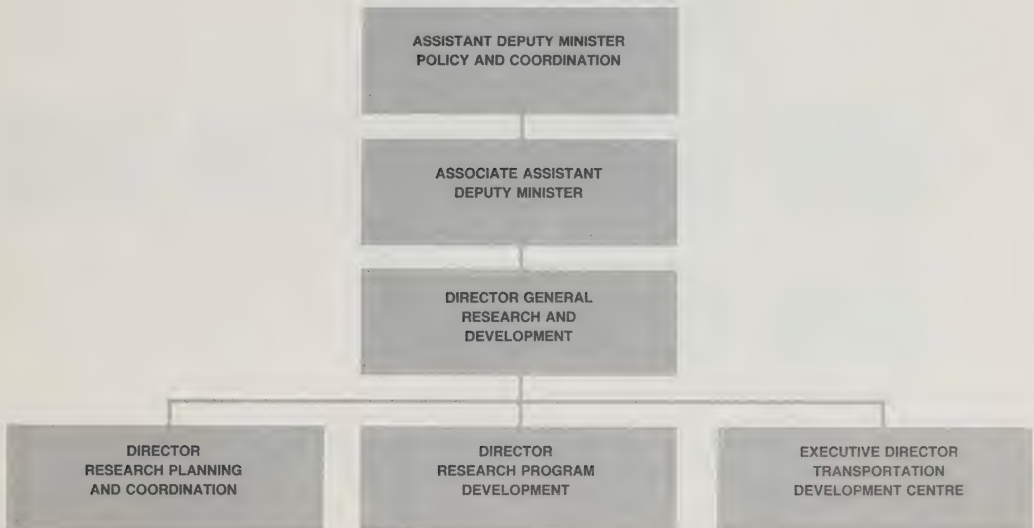 ASSISTANT DEPUTY MINISTER
POLICY AND COORDINATION
ASSOCIATE ASSISTANT
DEPUTY MINISTER
DIRECTOR GENERAL
RESEARCH AND
DEVELOPMENT
DIRECTOR
RESEARCH PLANNING
AND COORDINATION
DIRECTOR
RESEARCH PROGRAM
DEVELOPMENT
EXECUTIVE DIRECTOR
TRANSPORTATION
DEVELOPMENT CENTRE